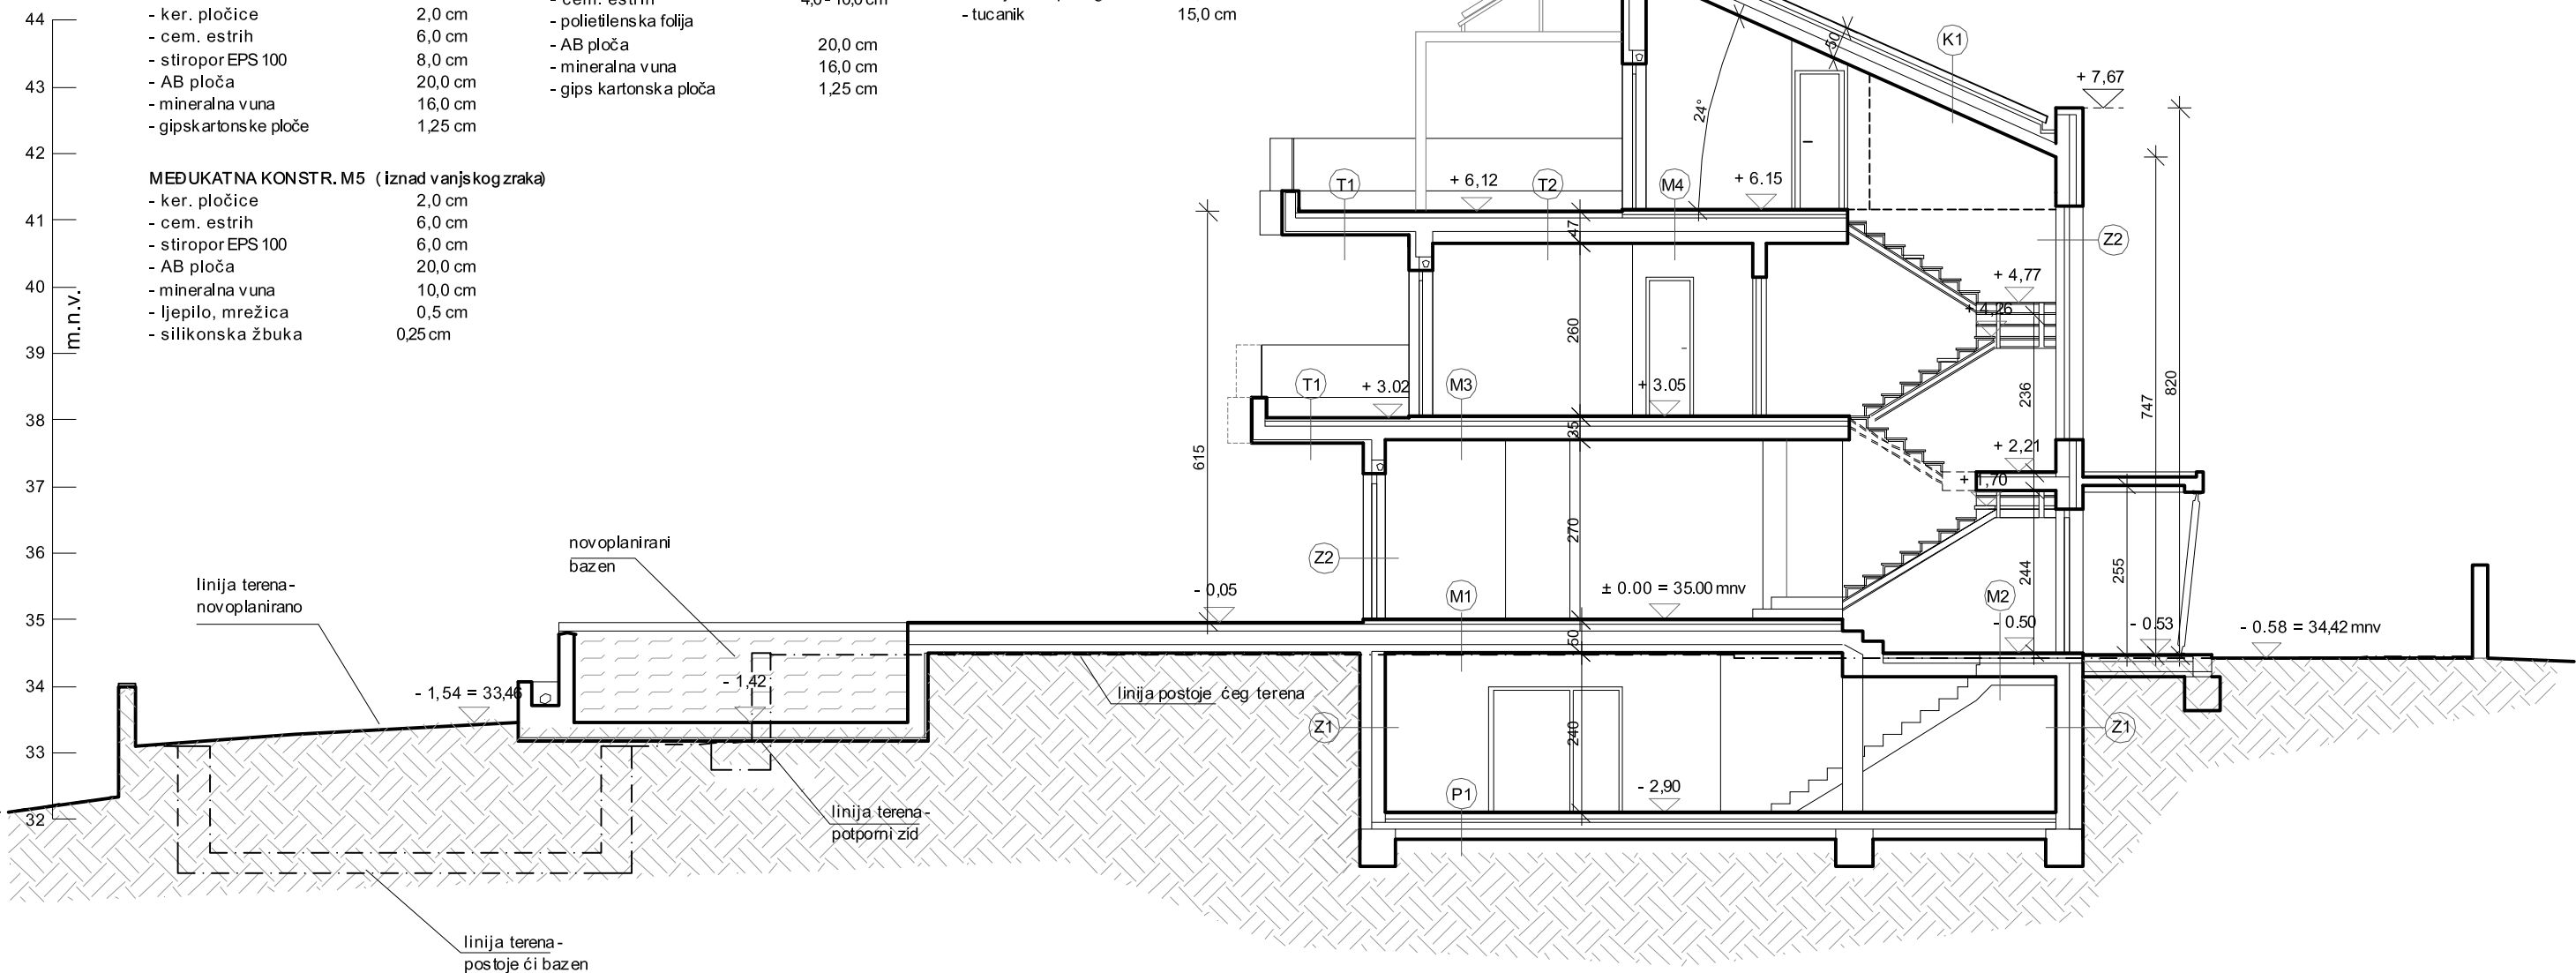 - ker. pločice 2,0 cm
- cem. estrih 6,0 cm
- stiropor EPS 100 8,0 cm
- AB ploča 20,0 cm
- mineralna vuna 16,0 cm
- gipskartonske ploče 1,25 cm
MEĐUKATNA KONSTR. M5 ( iznad vanjskog zraka)
- ker. pločice 2,0 cm
- cem. estrih 6,0 cm
- stiropor EPS 100 6,0 cm
- AB ploča 20,0 cm
- mineralna vuna 10,0 cm
- ljepilo, mrežica 0,5 cm
- silikonska žbuka 0,25 cm
- cem. estrih 4,0 - 10,0 cm
- polietilenska folija
- AB ploča 20,0 cm
- mineralna vuna 16,0 cm
- gips kartonska ploča 1,25 cm
- tucanik 15,0 cm
44
43
42
41
40
39
38
37
36
35
34
33
32
m.n.v.
50
K1
24°
+ 7,67
T1
+ 6,12
T2
M4
+ 6.15
47
Z2
+ 4,77
+ 4,26
260
236
820
747
615
T1
+ 3.02
M3
+ 3.05
35
+ 2,21
+ 1,70
270
244
255
Z2
M1
± 0.00 = 35.00 mnv
M2
- 0,05
50
- 0.50
- 0.53
- 0.58 = 34,42 mnv
novoplanirani
bazen
linija terena-
novoplanirano
- 1,54 = 33,46
- 1,42
linija postoje ćeg terena
Z1
240
Z1
P1
- 2,90
linija terena-
potporni zid
linija terena-
postoje ći bazen